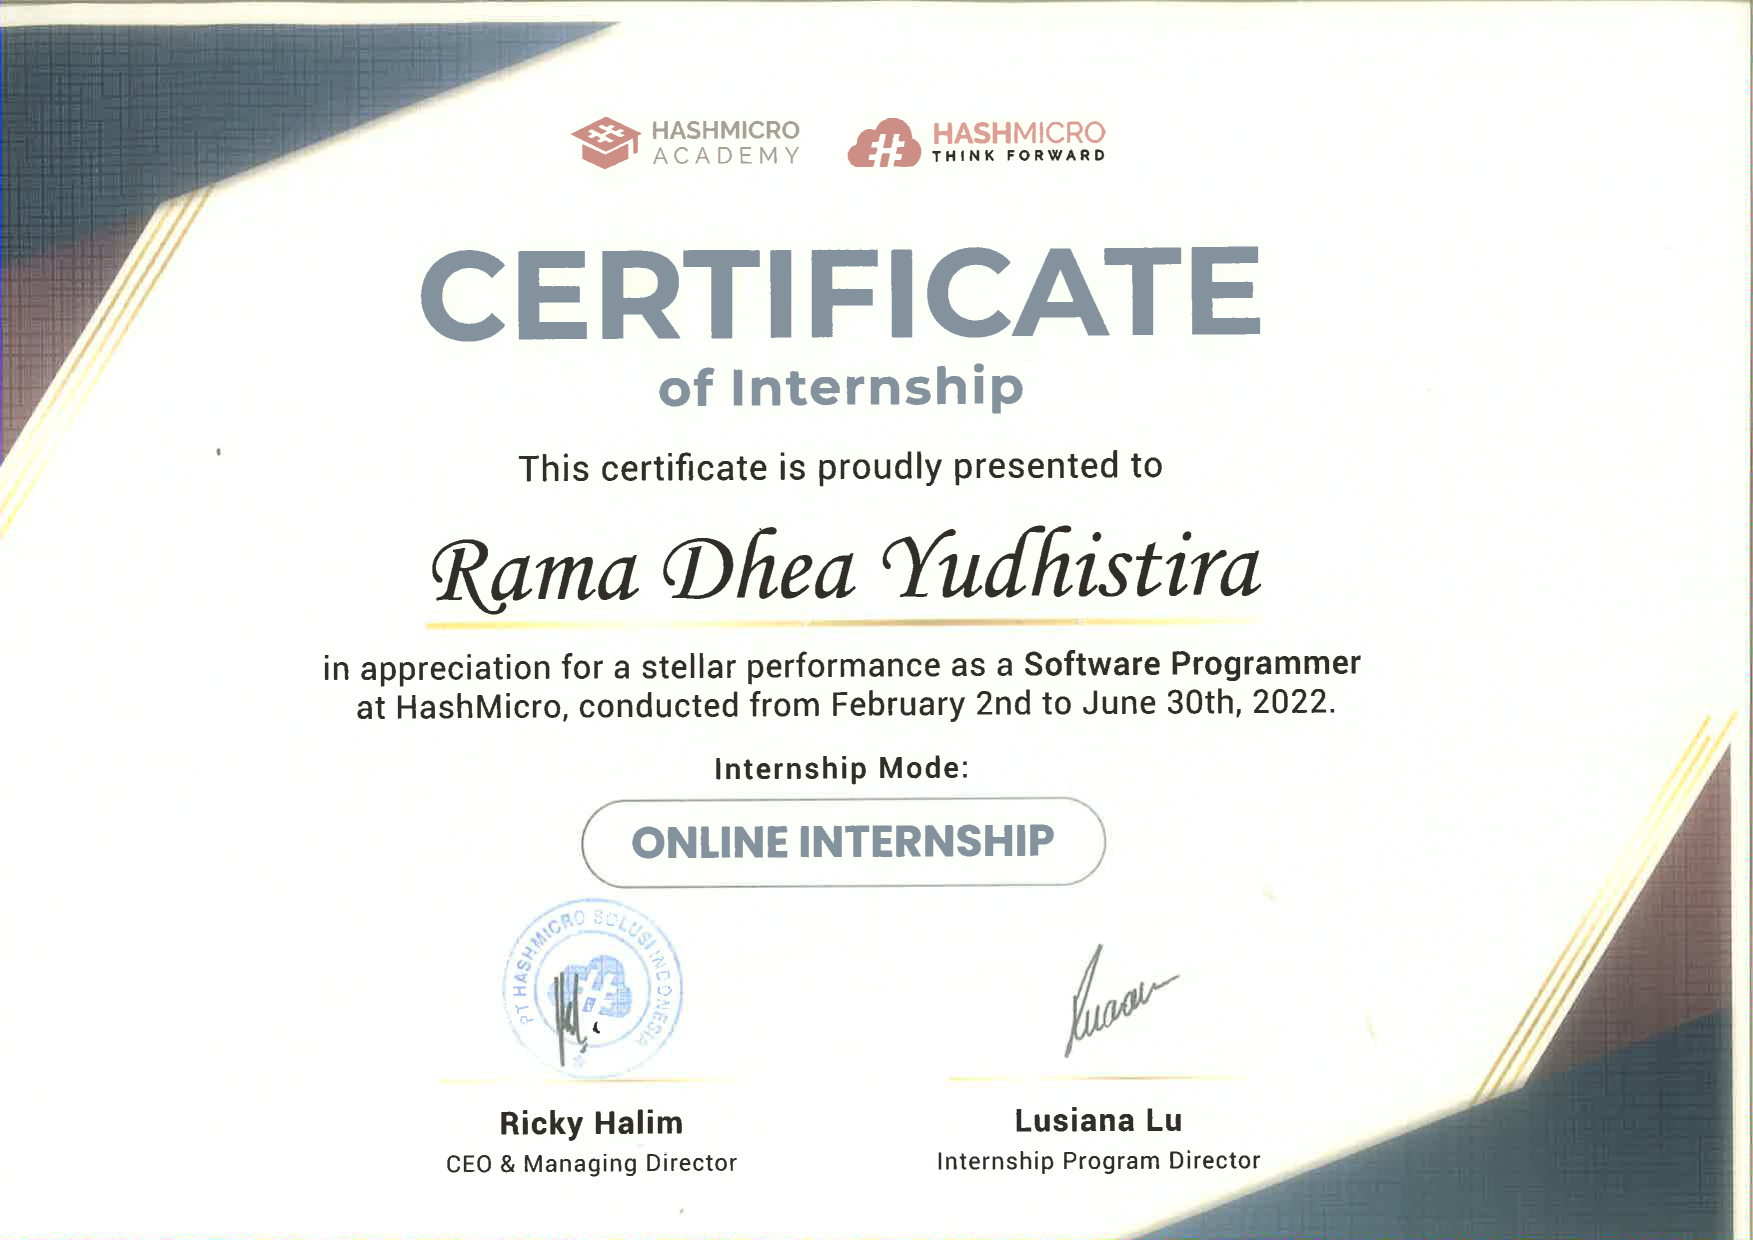 HASHMICRO
ACADEMY
HASHMICRO
THINK FORWARD
CERTIFICATE
of Internship
This certificate is proudly presented to
Rama Dhea Yudhistira
in appreciation for a stellar performance as a Software Programmer
at HashMicro, conducted from February 2nd to June 30th, 2022.
Internship Mode:
ONLINE INTERNSHIP
PT HASHMICRO SOLUSI INDONESIA
Ricky Halim
CEO & Managing Director
Lusiana Lu
Internship Program Director